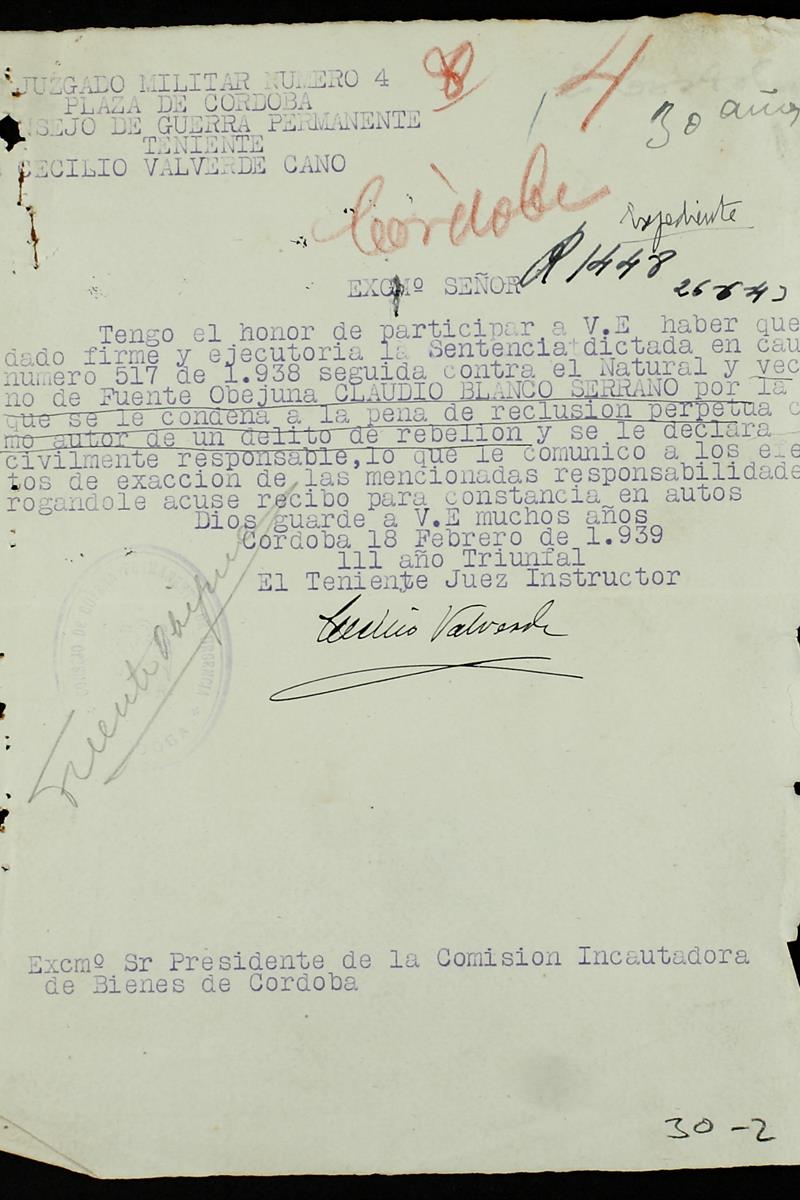 JUZGADO MILITAR NUMERO 4
PLAZA DE CORDOBA
NSEJO DE GUERRA PERMANENTE
TENIENTE
CECILIO VALVERDE CANO
8
4
30 años
Còrdoba
Expediente
1448
EXCMº SEÑOR
Tengo el honor de participar a V.E haber que
dado firme y ejecutoria la Sentencia dictada en cau
numero 517 de 1.938 seguida contra el Natural y vec
no de Fuente Obejuna CLAUDIO BLANCO SERRANO por la
que se le condena a la pena de reclusion perpetua c
mo autor de un delito de rebelion y se le declara
civilmente responsable,lo que le comunico a los efe
tos de exaccion de las mencionadas responsabilidade
rogandole acuse recibo para constancia en autos
Dios guarde a V.E muchos años
Cordoba 18 Febrero de 1.939
111 año Triunfal
El Teniente Juez Instructor
Cecilio Valverde
Fuente Obejuna
Excmº Sr Presidente de la Comision Incautadora
de Bienes de Cordoba
30-2